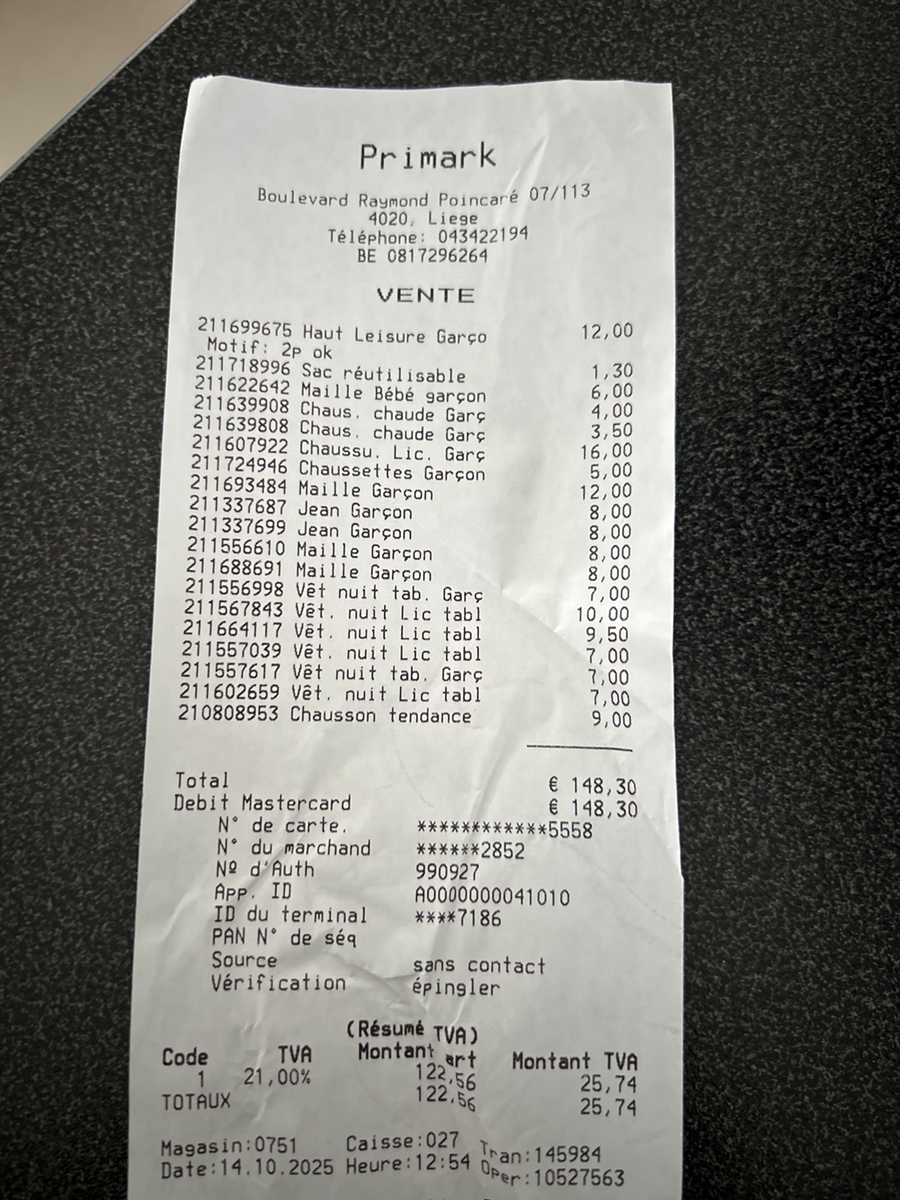 Primark
Boulevard Raymond Poincaré 07/113
4020, Liege
Téléphone: 043422194
BE 0817296264
VENTE
211699675 Haut Leisure Garço 12,00
Motif: 2p ok
211718996 Sac réutilisable 1,30
211622642 Maille Bébé garçon 6,00
211639908 Chaus. chaude Garç 4,00
211639808 Chaus. chaude Garç 3,50
211607922 Chaussu. Lic. Garç 16,00
211724946 Chaussettes Garçon 5,00
211693484 Maille Garçon 12,00
211337687 Jean Garçon 8,00
211337699 Jean Garçon 8,00
211556610 Maille Garçon 8,00
211688691 Maille Garçon 8,00
211556998 Vêt nuit tab. Garç 7,00
211567843 Vêt. nuit Lic tabl 10,00
211664117 Vêt. nuit Lic tabl 9,50
211557039 Vêt. nuit Lic tabl 7,00
211557617 Vêt nuit tab. Garç 7,00
211602659 Vêt. nuit Lic tabl 7,00
210808953 Chausson tendance 9,00
Total € 148,30
Debit Mastercard € 148,30
N° de carte. ************5558
N° du marchand ******2852
Nº d'Auth 990927
App. ID A0000000041010
ID du terminal ****7186
PAN N° de séq
Source sans contact
Vérification épingler
(Résumé TVA)
Code TVA Montant art Montant TVA
1 21,00% 122,56 25,74
TOTAUX 122,56 25,74
Magasin:0751 Caisse:027 Tran:145984
Date:14.10.2025 Heure:12:54 Oper:10527563